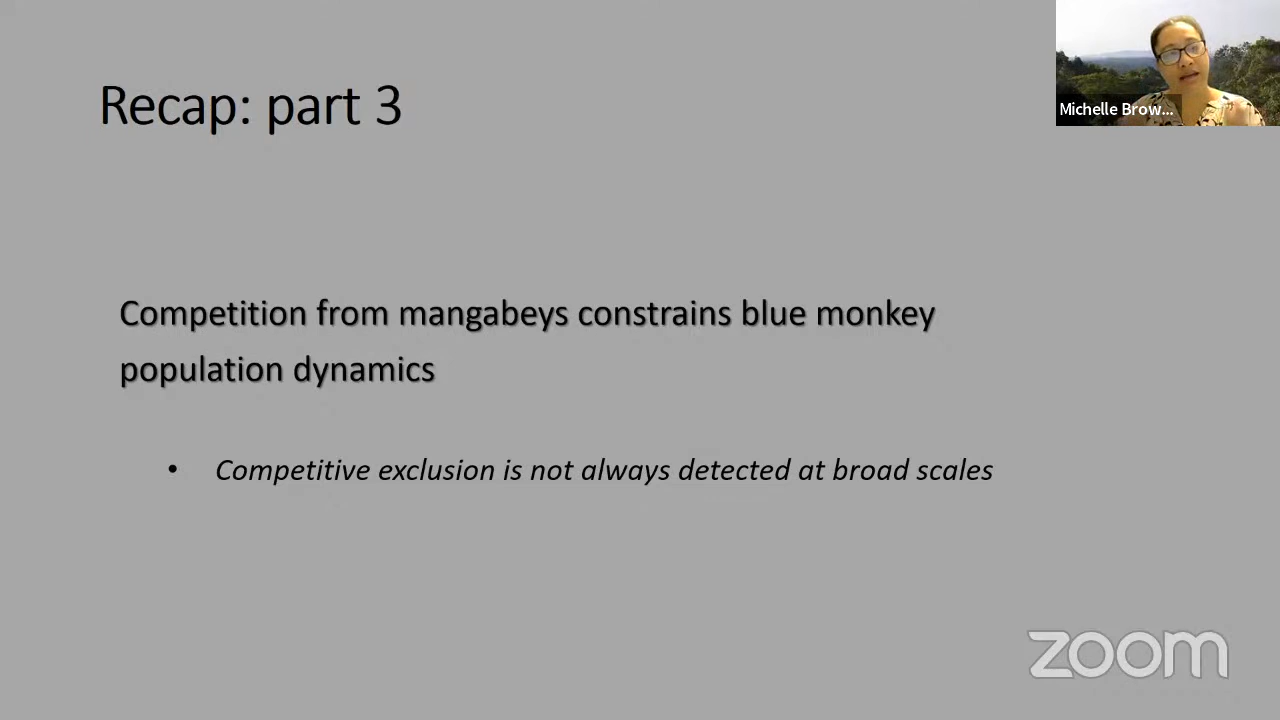 Recap: part 3
Michelle Brow...
Competition from mangabeys constrains blue monkey
population dynamics
• Competitive exclusion is not always detected at broad scales
zoom